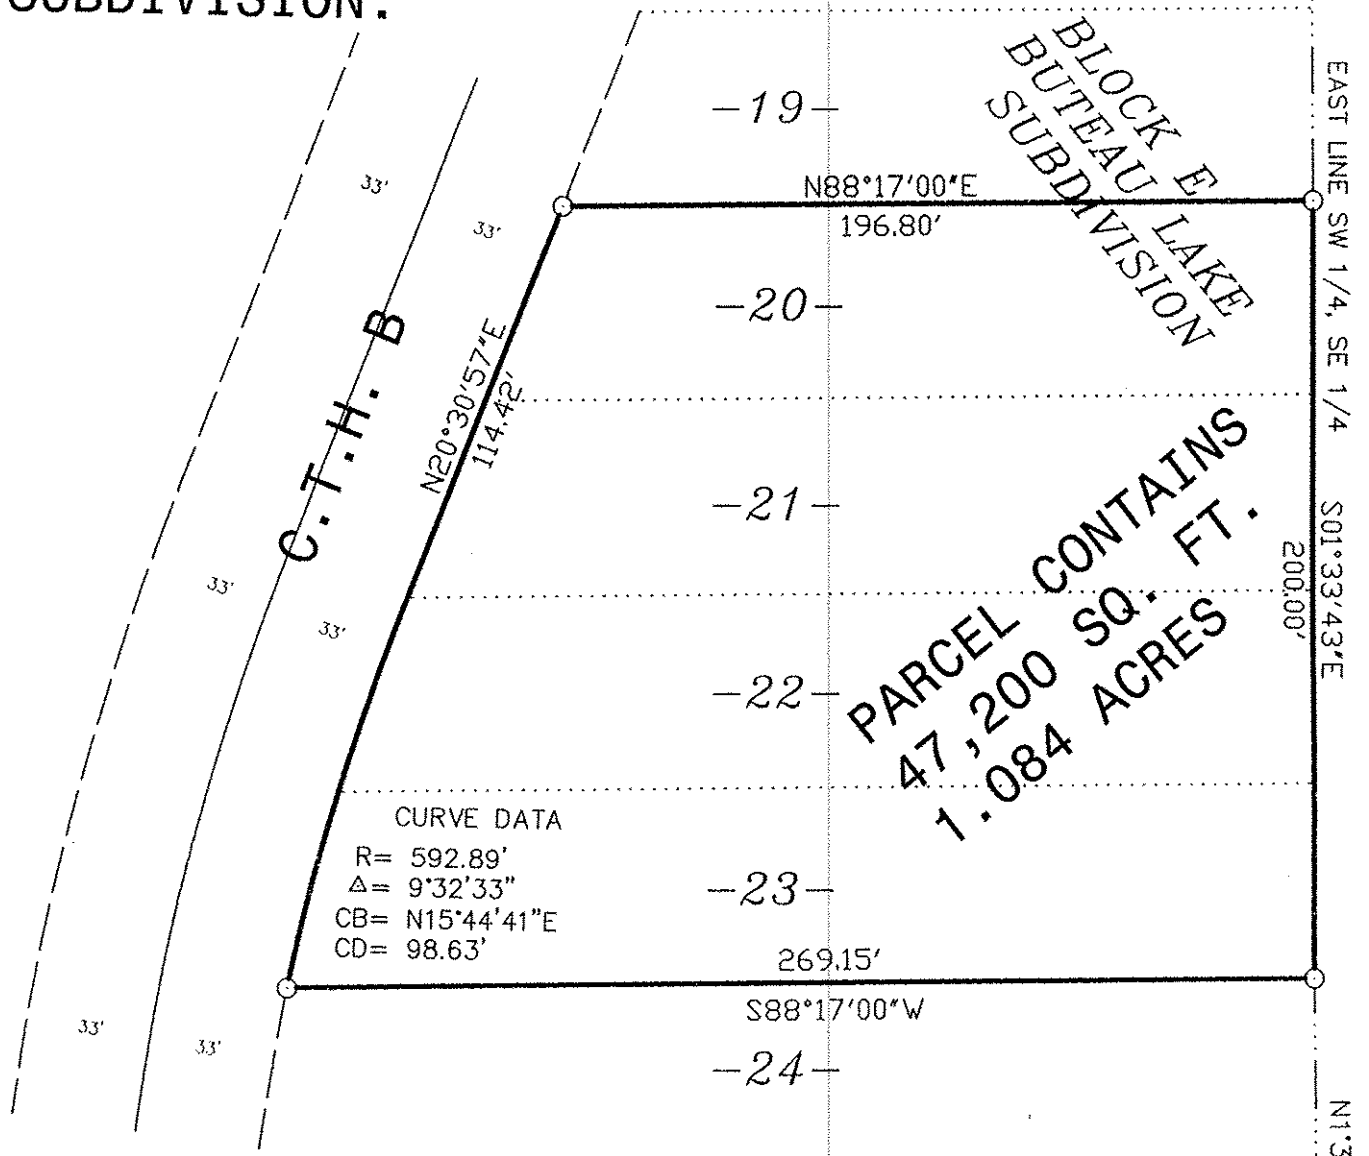 SUBDIVISION.
BLOCK E
BUTEAU LAKE
SUBDIVISION
EAST LINE SW 1/4, SE 1/4
-19-
33'
33'
N88°17'00"E
196.80'
-20-
C.T.H. B
N20°30'57"E
114.42'
-21-
S01°33'43"E
200.00'
33'
33'
PARCEL CONTAINS
47,200 SQ. FT.
1.084 ACRES
-22-
CURVE DATA
R= 592.89'
Δ= 9°32'33"
CB= N15°44'41"E
CD= 98.63'
-23-
269.15'
S88°17'00"W
33'
33'
-24-
N1°3